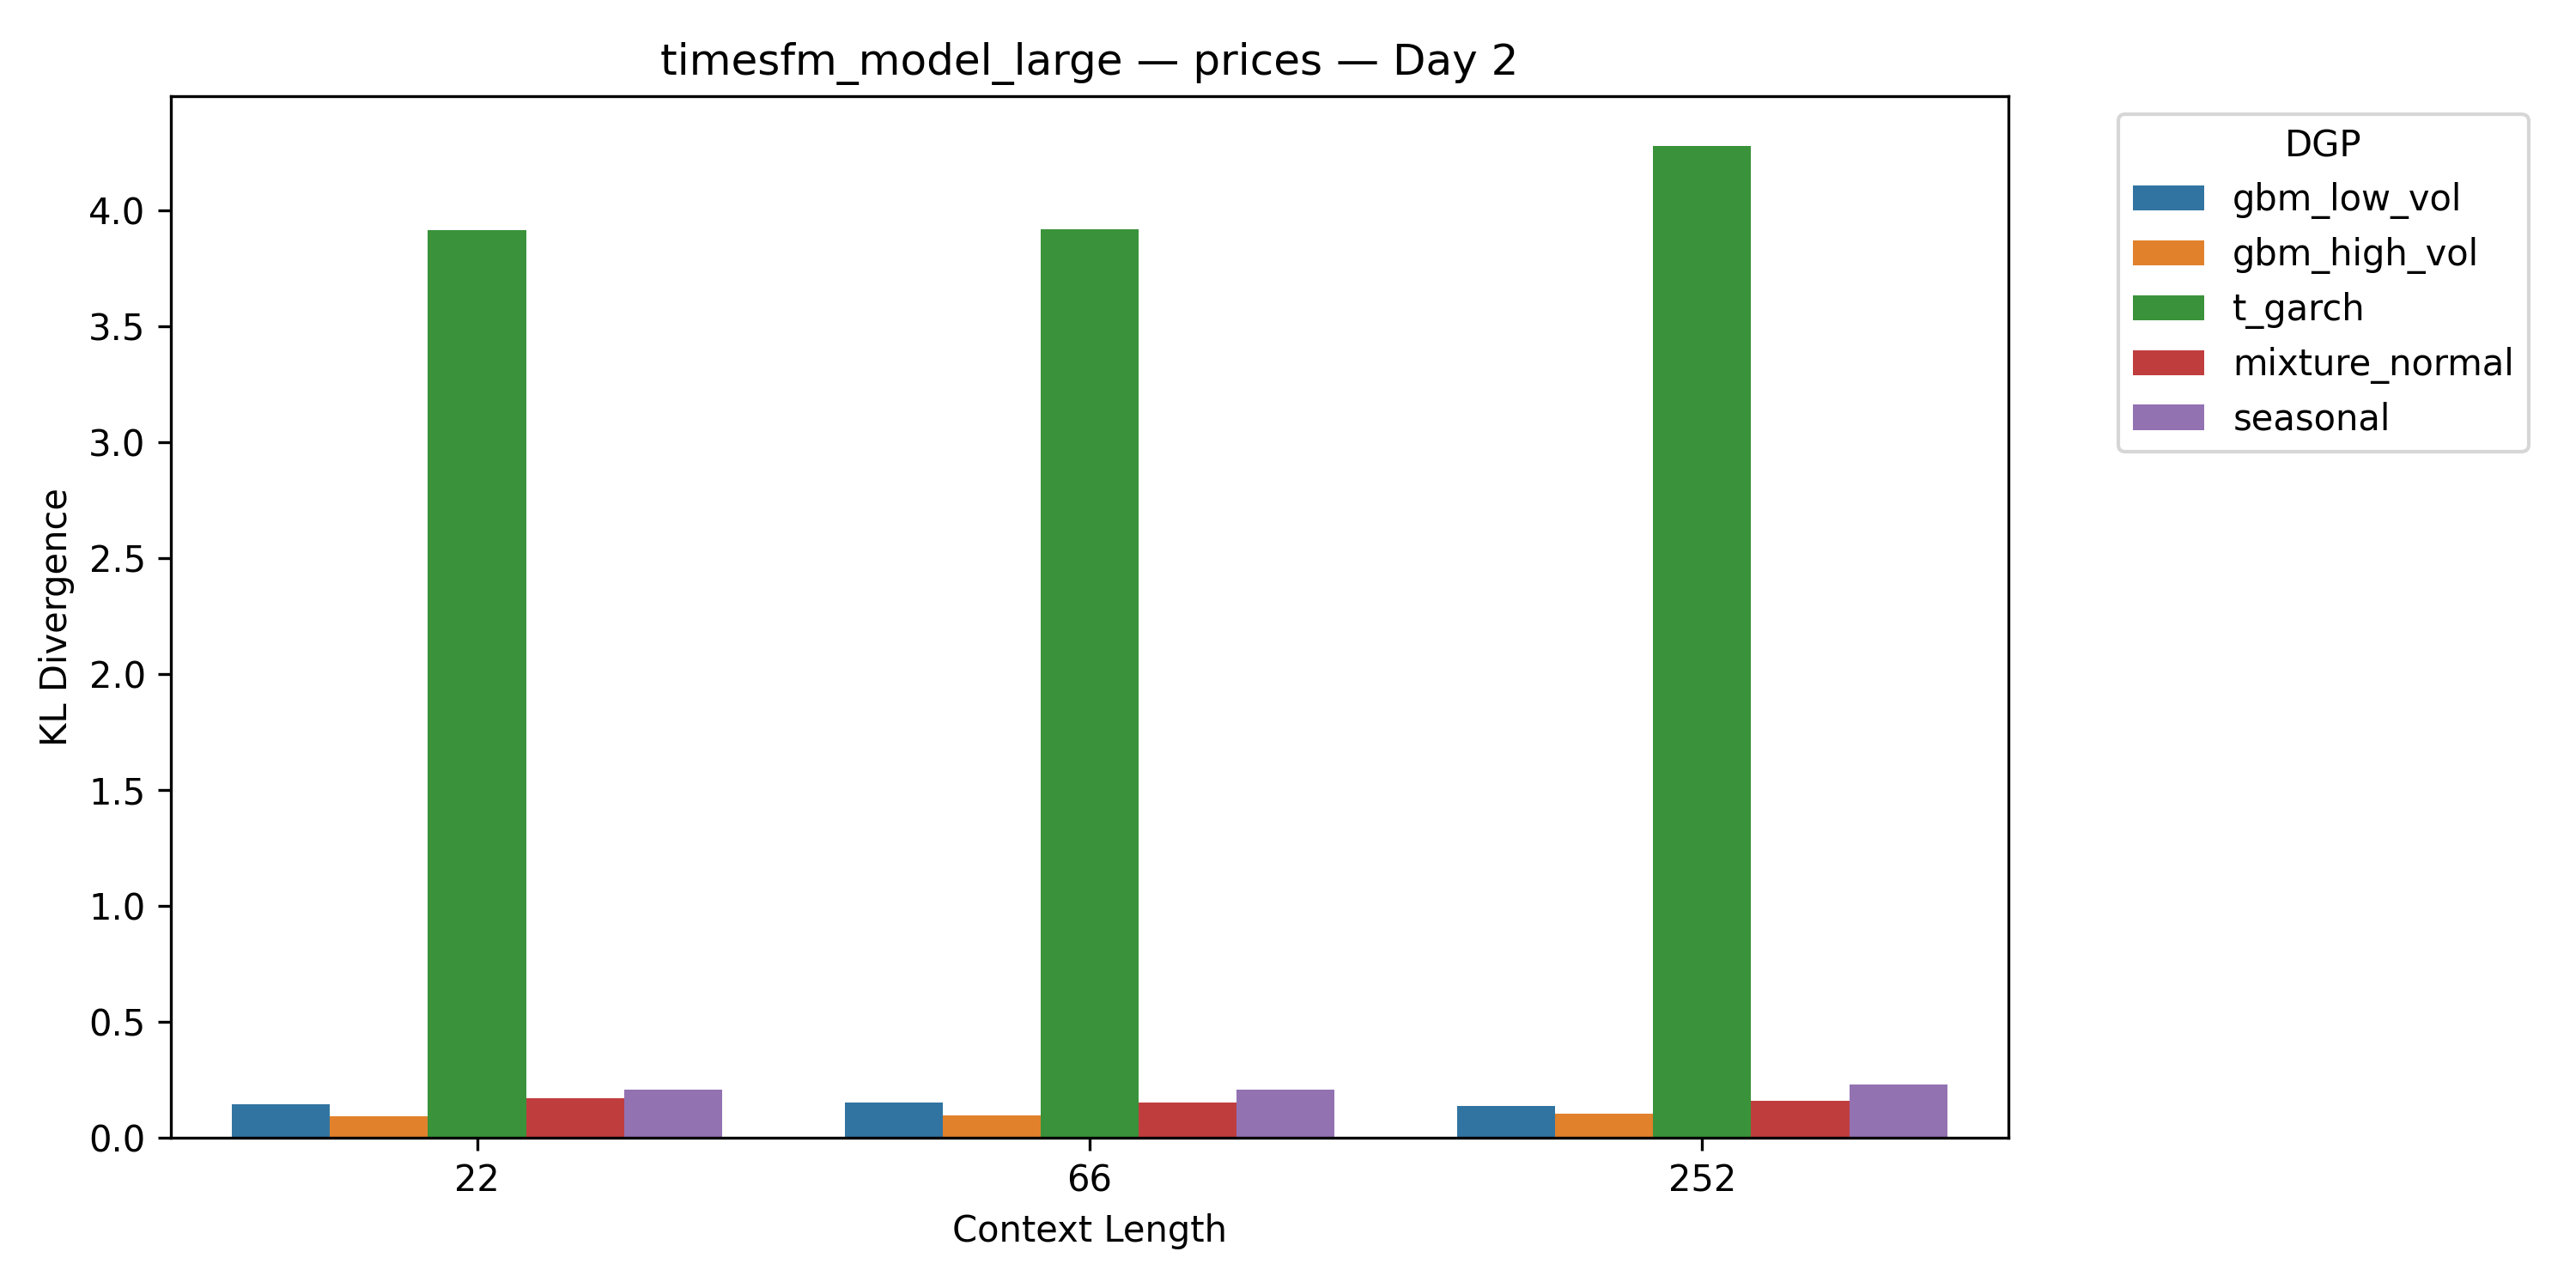 timesfm_model_large — prices — Day 2
KL Divergence
4.0
3.5
3.0
2.5
2.0
1.5
1.0
0.5
0.0
22
66
252
Context Length
DGP
gbm_low_vol
gbm_high_vol
t_garch
mixture_normal
seasonal